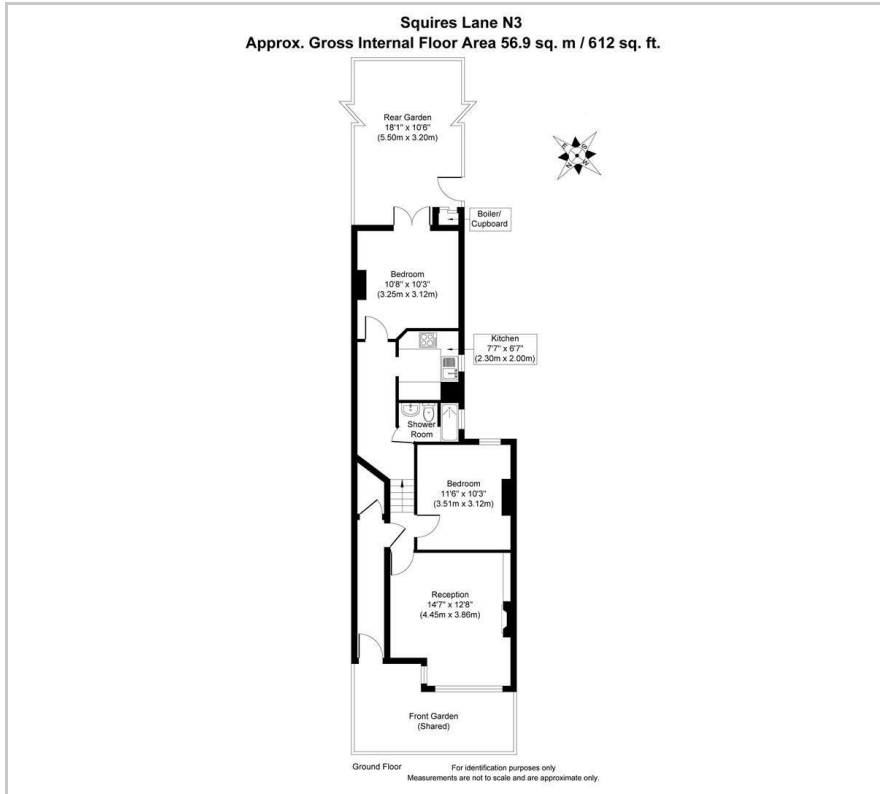 Squires Lane N3
Approx. Gross Internal Floor Area 56.9 sq. m / 612 sq. ft.
Rear Garden
18'1" x 10'6"
(5.50m x 3.20m)
E
S
N
W
Boiler/
Cupboard
Bedroom
10'8" x 10'3"
(3.25m x 3.12m)
Kitchen
7'7" x 6'7"
(2.30m x 2.00m)
Shower
Room
Bedroom
11'6" x 10'3"
(3.51m x 3.12m)
Reception
14'7" x 12'8"
(4.45m x 3.86m)
Front Garden
(Shared)
Ground Floor
For identification purposes only
Measurements are not to scale and are approximate only.